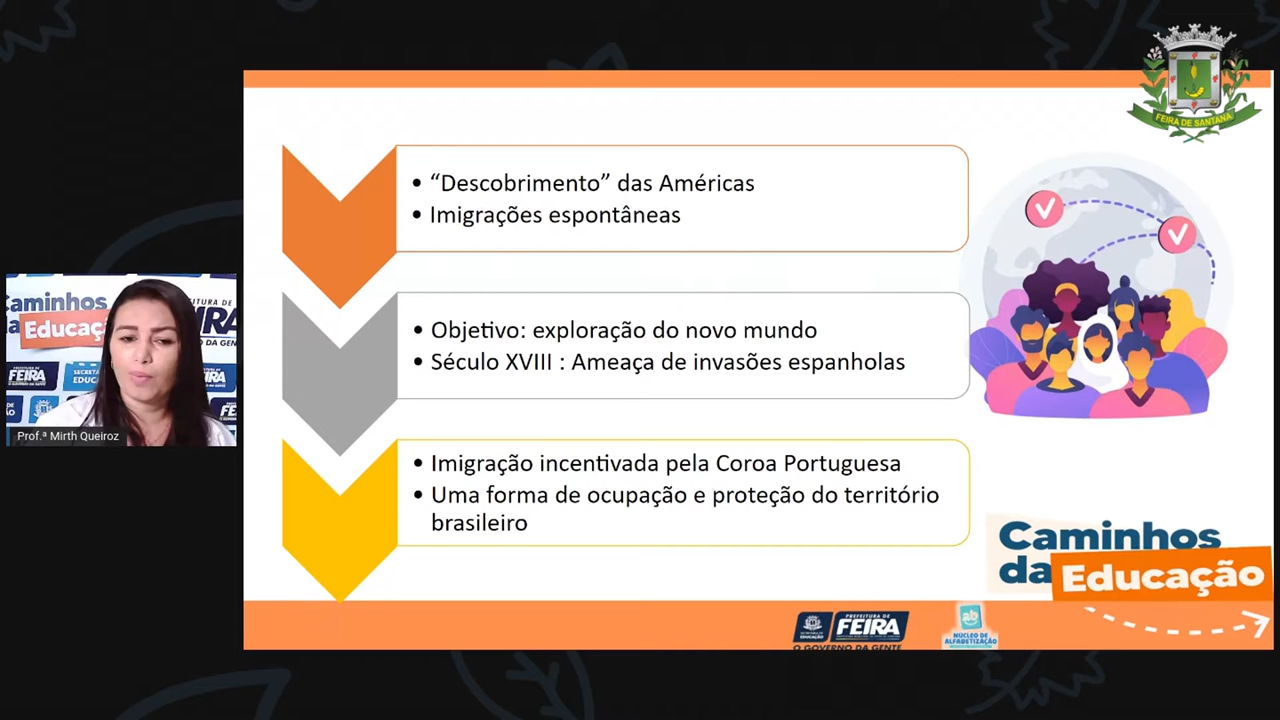 FEIRA DE SANTANA
• “Descobrimento” das Américas
• Imigrações espontâneas
• Objetivo: exploração do novo mundo
• Século XVIII : Ameaça de invasões espanholas
• Imigração incentivada pela Coroa Portuguesa
• Uma forma de ocupação e proteção do território
brasileiro
Caminhos
Educaç
Prof.ª Mirth Queiroz
Caminhos
da Educação
PREFEITURA DE
FEIRA
O GOVERNO DA GENTE
ab
NÚCLEO DE
ALFABETIZAÇÃO